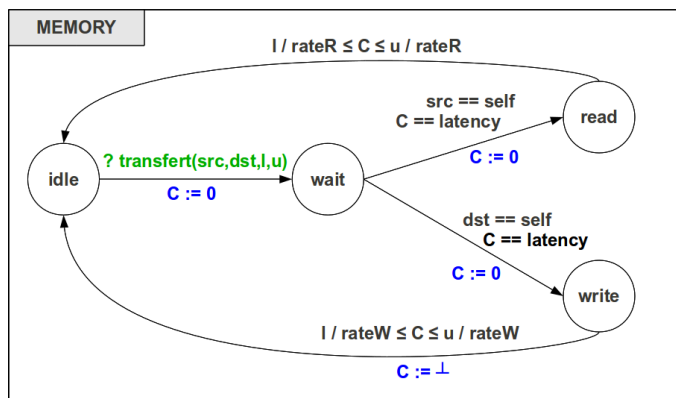 MEMORY
l / rateR ≤ C ≤ u / rateR
src == self
C == latency
read
? transfert(src,dst,l,u)
idle
wait
C := 0
C := 0
dst == self
C == latency
C := 0
write
l / rateW ≤ C ≤ u / rateW
C := ⊥